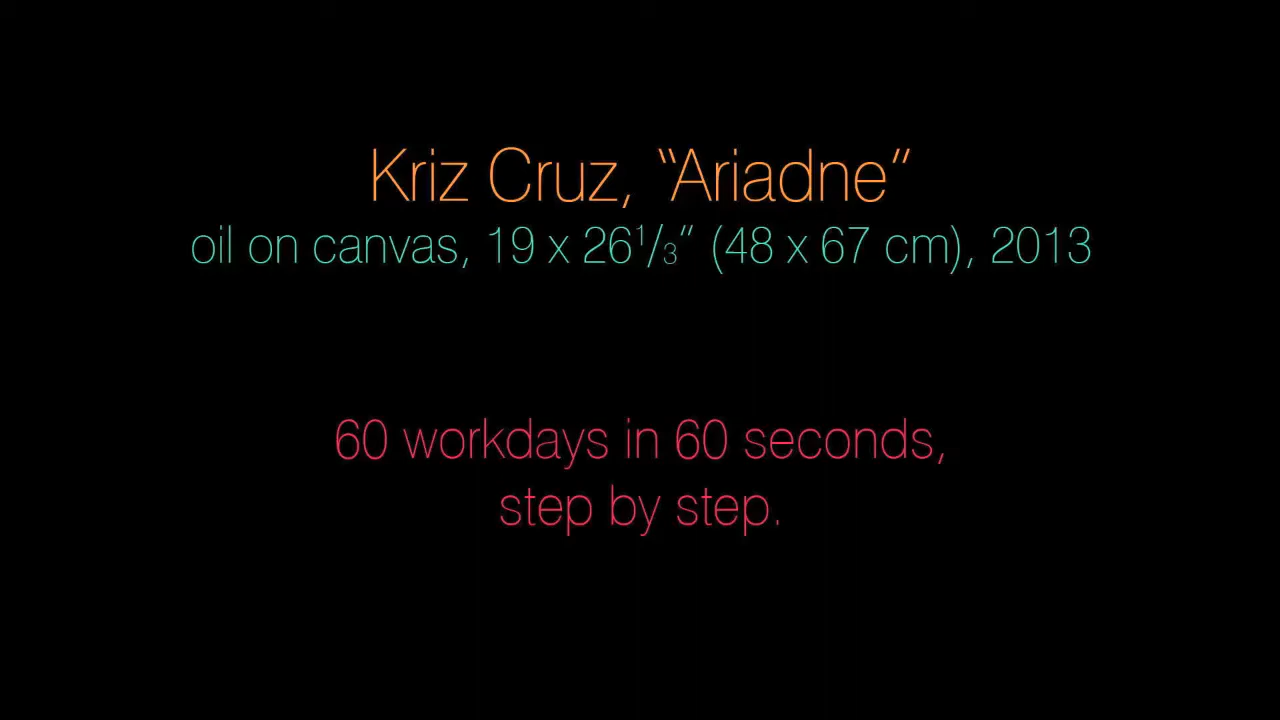 Kriz Cruz, “Ariadne”
oil on canvas, 19 x 26¹/₃” (48 x 67 cm), 2013
60 workdays in 60 seconds,
step by step.